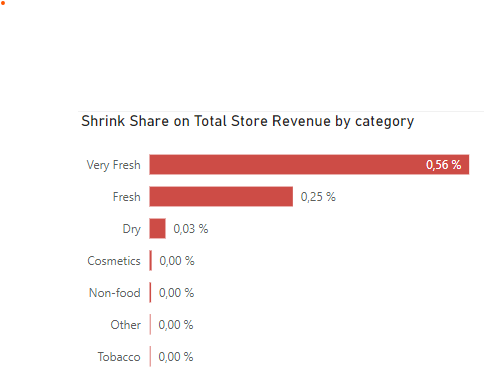 Shrink Share on Total Store Revenue by category
Very Fresh 0,56 %
Fresh 0,25 %
Dry 0,03 %
Cosmetics 0,00 %
Non-food 0,00 %
Other 0,00 %
Tobacco 0,00 %